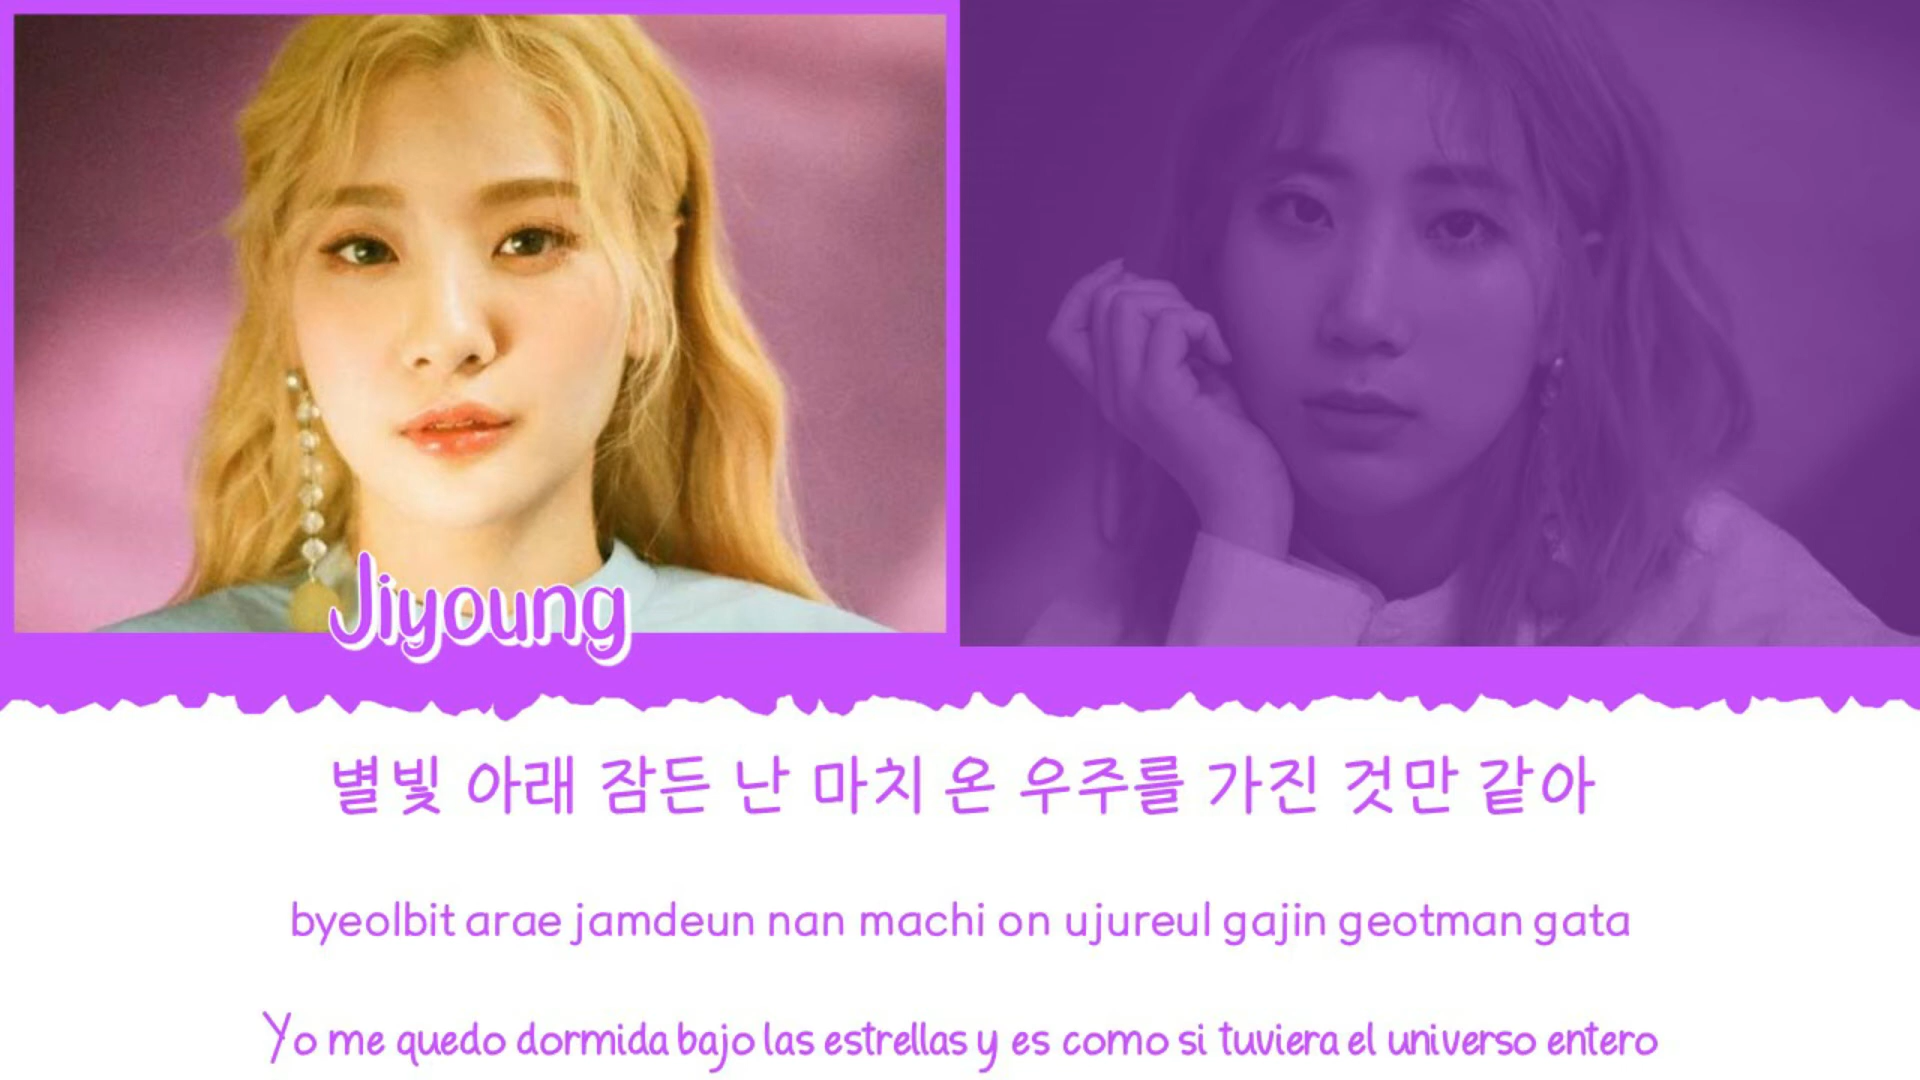 Jiyoung
별빛 아래 잠든 난 마치 온 우주를 가진 것만 같아
byeolbit arae jamdeun nan machi on ujureul gajin geotman gata
Yo me quedo dormida bajo las estrellas y es como si tuviera el universo entero